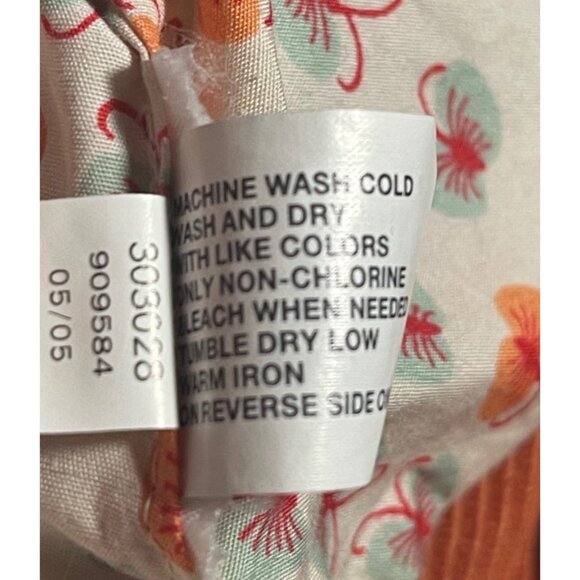 MACHINE WASH COLD
WASH AND DRY
WITH LIKE COLORS
ONLY NON-CHLORINE
BLEACH WHEN NEEDED
TUMBLE DRY LOW
WARM IRON
ON REVERSE SIDE
303028
909584
05/05